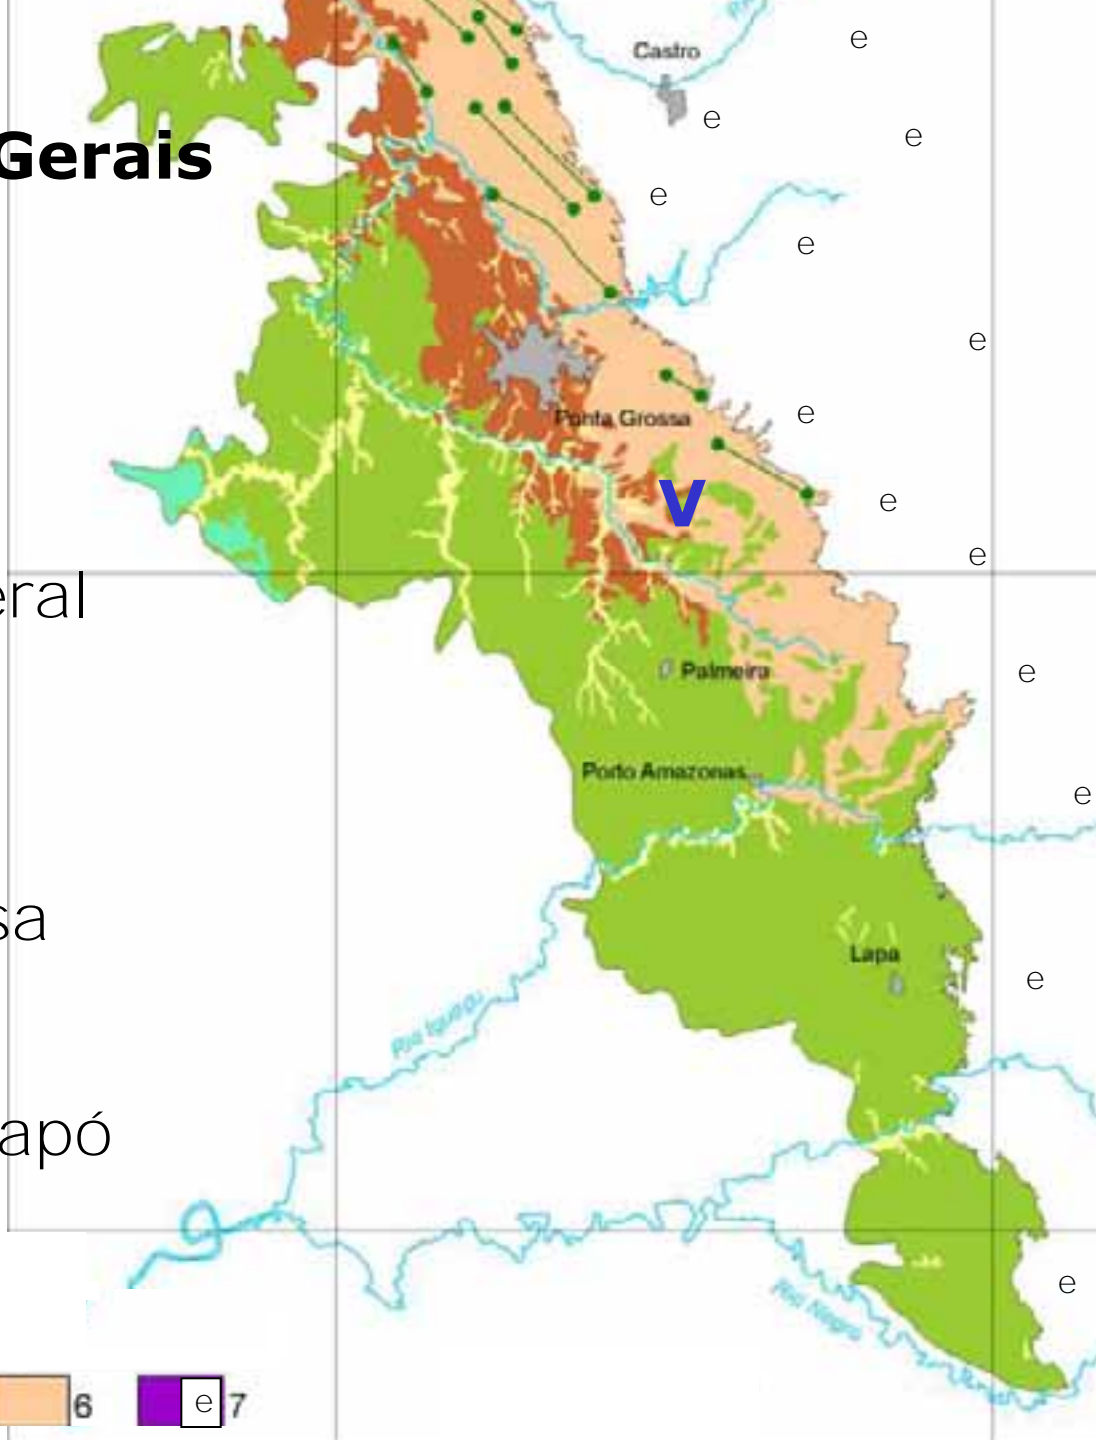 Castro
e
e
e
Gerais
e
e
e
Ponta Grossa
e
V
e
e
eral
Palmeira
e
Porto Amazonas
e
sa
Lapa
e
Rio Iguaçu
apó
e
Rio Negro
6
e 7